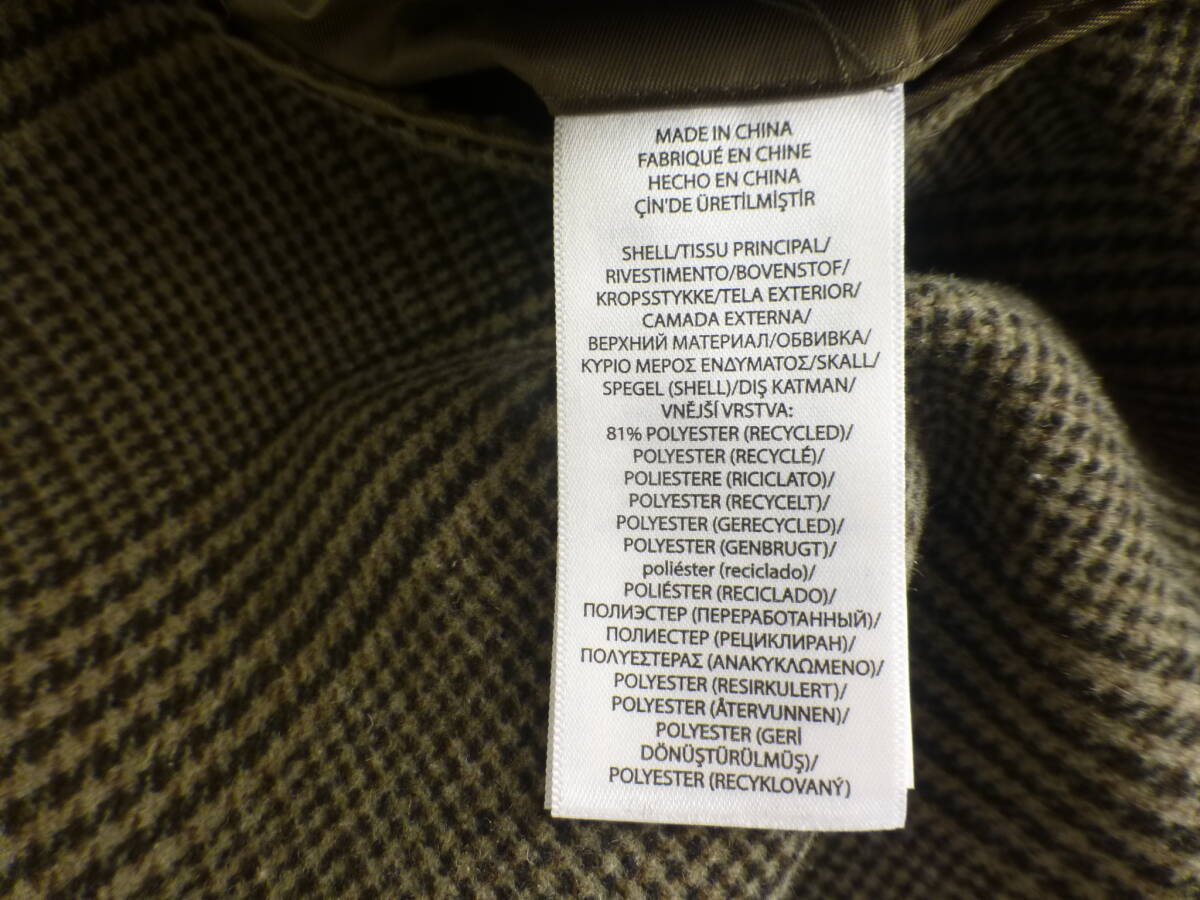 MADE IN CHINA
FABRIQUÉ EN CHINE
HECHO EN CHINA
ÇİN'DE ÜRETİLMİŞTİR
SHELL/TISSU PRINCIPAL/
RIVESTIMENTO/BOVENSTOF/
KROPSSTYKKE/TELA EXTERIOR/
CAMADA EXTERNA/
ВЕРХНИЙ МАТЕРИАЛ/ОБВИВКА/
ΚΥΡΙΟ ΜΕΡΟΣ ΕΝΔΥΜΑΤΟΣ/SKALL/
SPEGEL (SHELL)/DIŞ KATMAN/
VNĚJŠÍ VRSTVA:
81% POLYESTER (RECYCLED)/
POLYESTER (RECYCLÉ)/
POLIESTERE (RICICLATO)/
POLYESTER (RECYCELT)/
POLYESTER (GERECYCLED)/
POLYESTER (GENBRUGT)/
poliéster (reciclado)/
POLIÉSTER (RECICLADO)/
ПОЛИЭСТЕР (ПЕРЕРАБОТАННЫЙ)/
ПОЛИЕСТЕР (РЕЦИКЛИРАН)/
ΠΟΛΥΕΣΤΕΡΑΣ (ΑΝΑΚΥΚΛΩΜΕΝΟ)/
POLYESTER (RESIRKULERT)/
POLYESTER (ÅTERVUNNEN)/
POLYESTER (GERİ
DÖNÜŞTÜRÜLMÜŞ)/
POLYESTER (RECYKLOVANÝ)